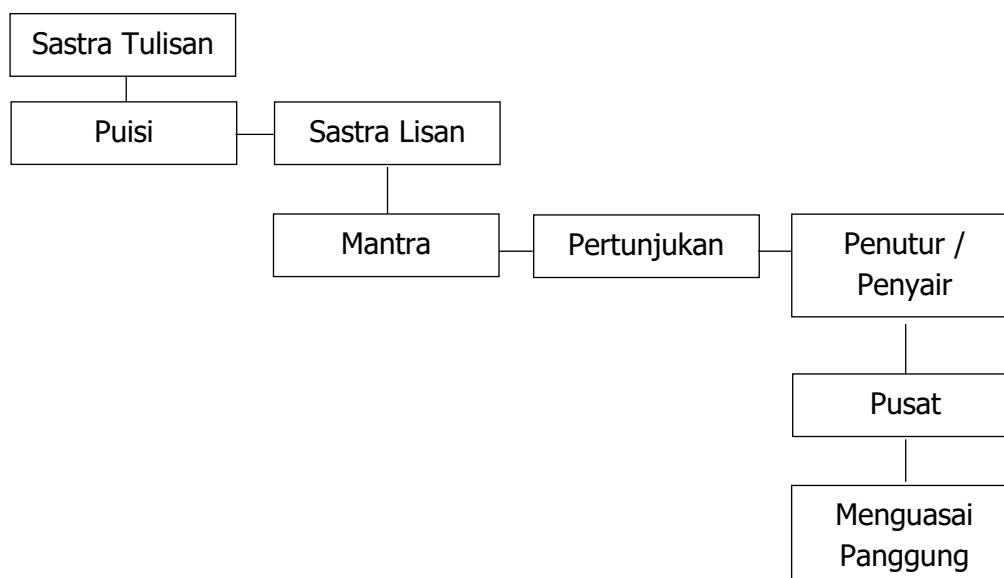 Sastra Tulisan
Puisi
Sastra Lisan
Mantra
Pertunjukan
Penutur /
Penyair
Pusat
Menguasai
Panggung